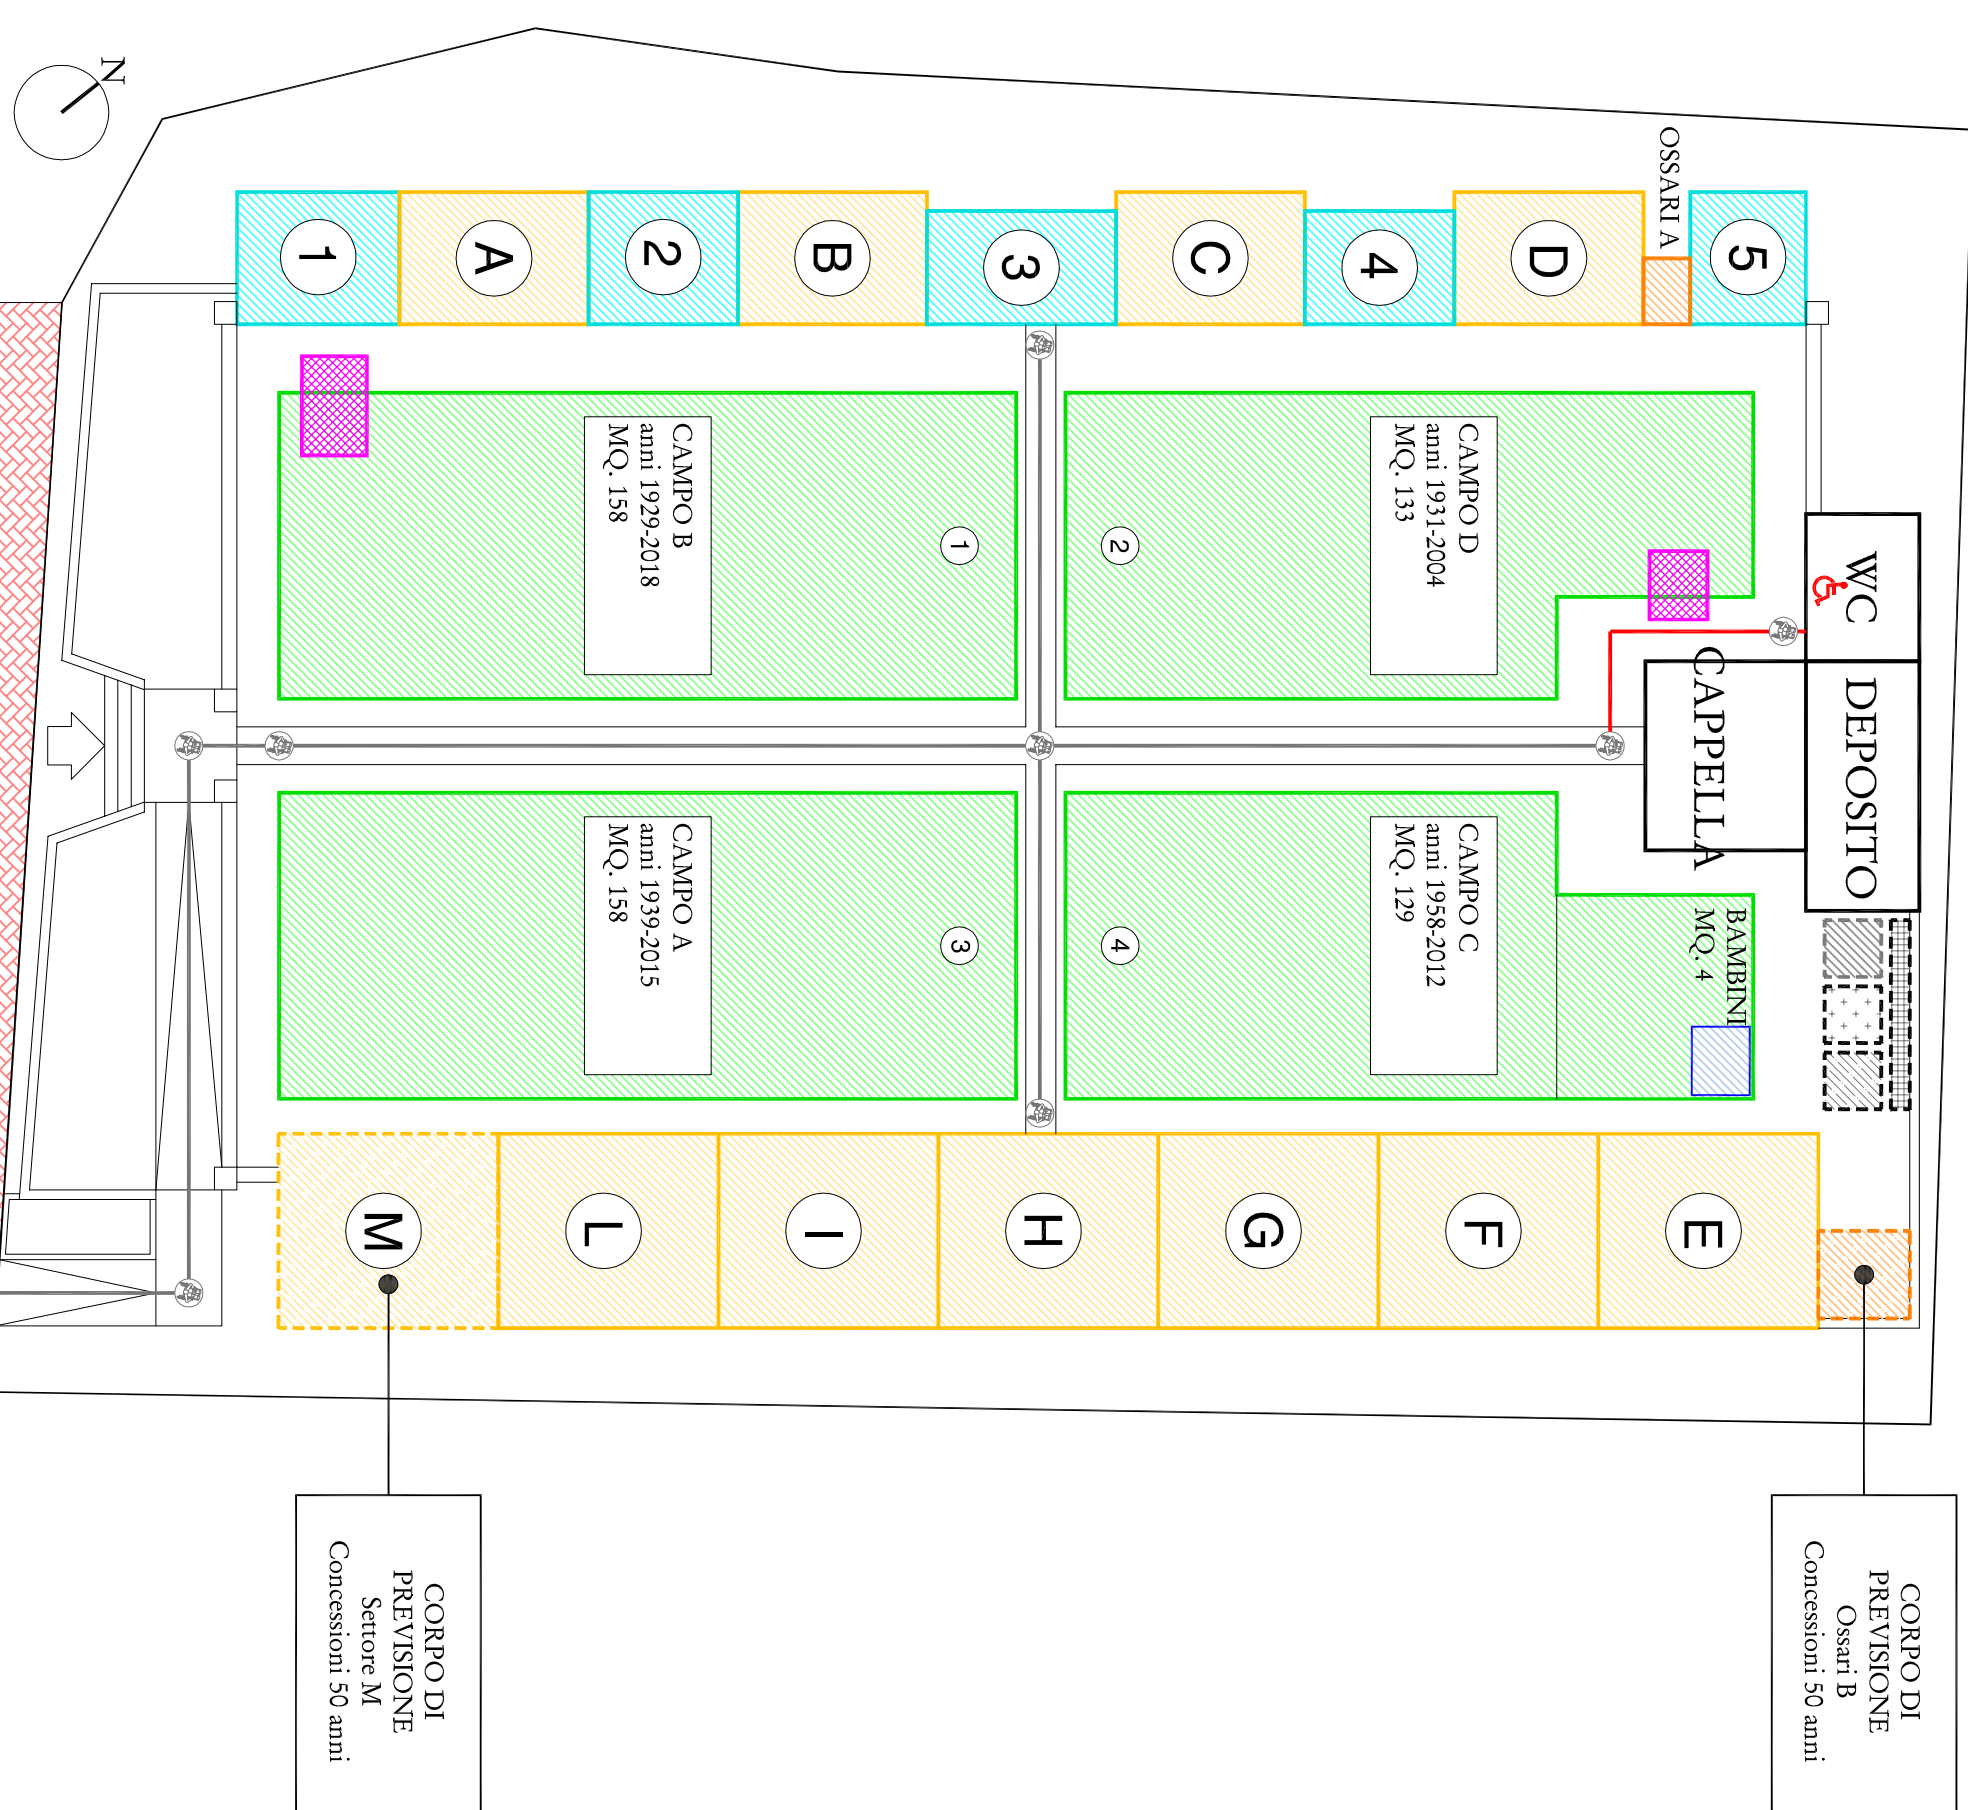 N
OSSARI A
1
A
2
B
3
C
4
D
5
CAMPO B
anni 1929-2018
MQ. 158
1
CAMPO D
anni 1931-2004
MQ. 133
2
WC
CAPPELLA
DEPOSITO
CAMPO A
anni 1939-2015
MQ. 158
3
CAMPO C
anni 1958-2012
MQ. 129
4
BAMBINI
MQ. 4
M
L
I
H
G
F
E
CORPO DI
PREVISIONE
Settore M
Concessioni 50 anni
CORPO DI
PREVISIONE
Ossari B
Concessioni 50 anni